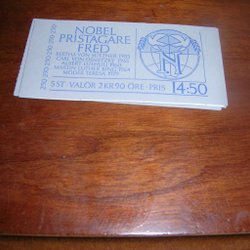 NOBEL
PRISTAGARE
FRED
BERTHA VON SUTTNER 1905
CARL VON OSSIETZKY 1935
ALBERT LUTHULI 1960
MARTIN LUTHER KING 1964
MODER TERESA 1979
5 ST VALÖR 2 KR 90 ÖRE · PRIS 14:50
N